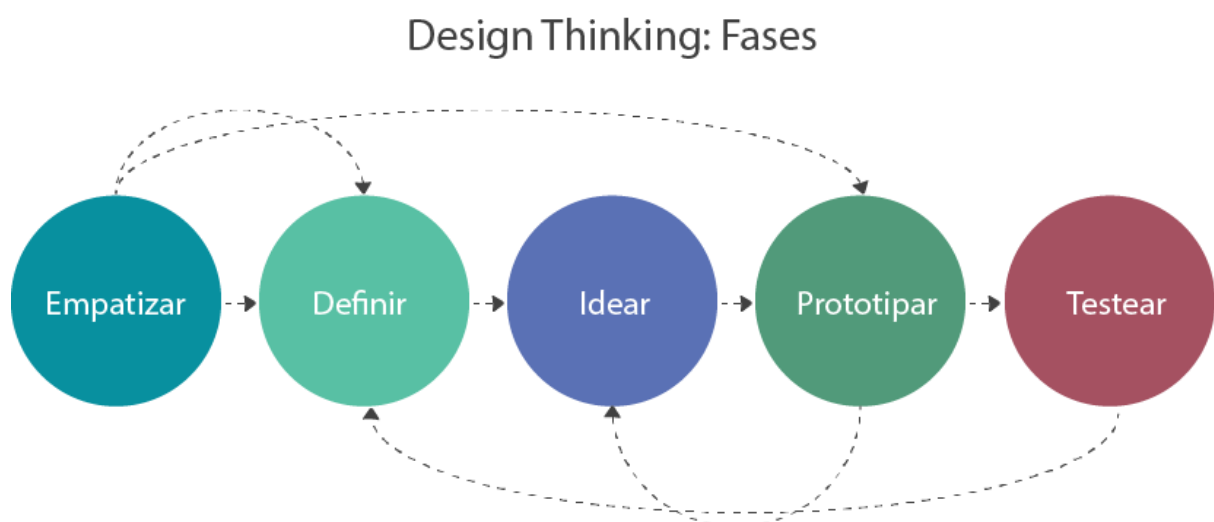 Design Thinking: Fases
Empatizar
Definir
Idear
Prototipar
Testear